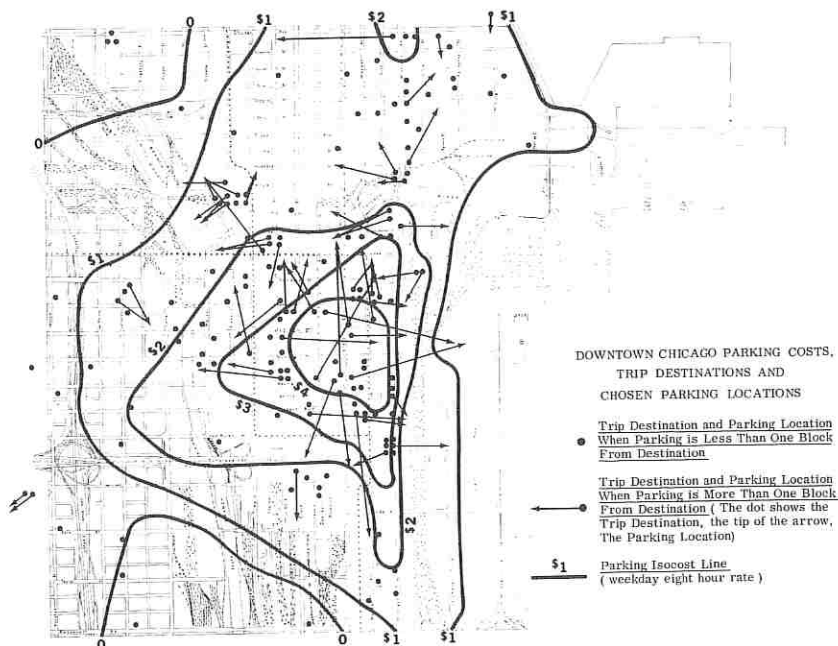 0
$1
$2
$1
0
$1
$2
$4
$3
$2
0
0
$1
$1
DOWNTOWN CHICAGO PARKING COSTS,
TRIP DESTINATIONS AND
CHOSEN PARKING LOCATIONS
Trip Destination and Parking Location
When Parking is Less Than One Block
From Destination
Trip Destination and Parking Location
When Parking is More Than One Block
From Destination ( The dot shows the
Trip Destination, the tip of the arrow,
The Parking Location)
$1
Parking Isocost Line
( weekday eight hour rate )